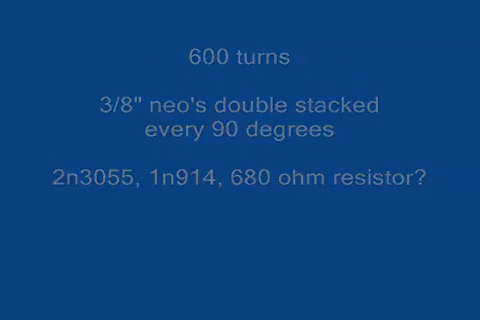 600 turns
3/8" neo's double stacked
every 90 degrees
2n3055, 1n914, 680 ohm resistor?